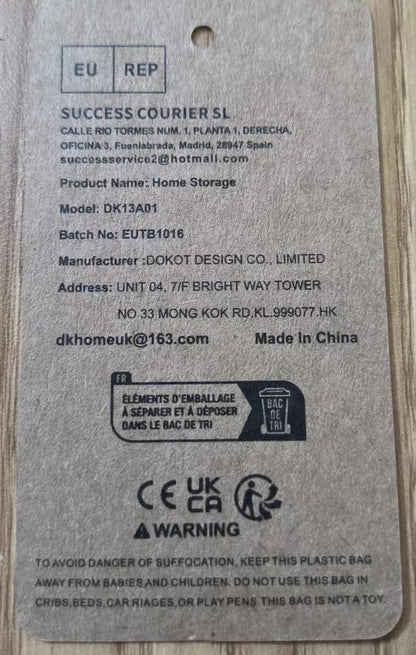 EU REP
SUCCESS COURIER SL
CALLE RIO TORMES NUM. 1, PLANTA 1, DERECHA,
OFICINA 3, Fuenlabrada, Madrid, 28947 Spain
successservice2@hotmail.com
Product Name: Home Storage
Model: DK13A01
Batch No: EUTB1016
Manufacturer :DOKOT DESIGN CO., LIMITED
Address: UNIT 04, 7/F BRIGHT WAY TOWER
NO 33 MONG KOK RD,KL.999077.HK
dkhomeuk@163.com Made In China
FR
ÉLÉMENTS D'EMBALLAGE
À SÉPARER ET À DÉPOSER
DANS LE BAC DE TRI
BAC
DE
TRI
CE UK
CA
WARNING
TO AVOID DANGER OF SUFFOCATION, KEEP THIS PLASTIC BAG
AWAY FROM BABIES AND CHILDREN. DO NOT USE THIS BAG IN
CRIBS,BEDS,CAR RIAGES,OR PLAY PENS THIS BAG IS NOT A TOY.